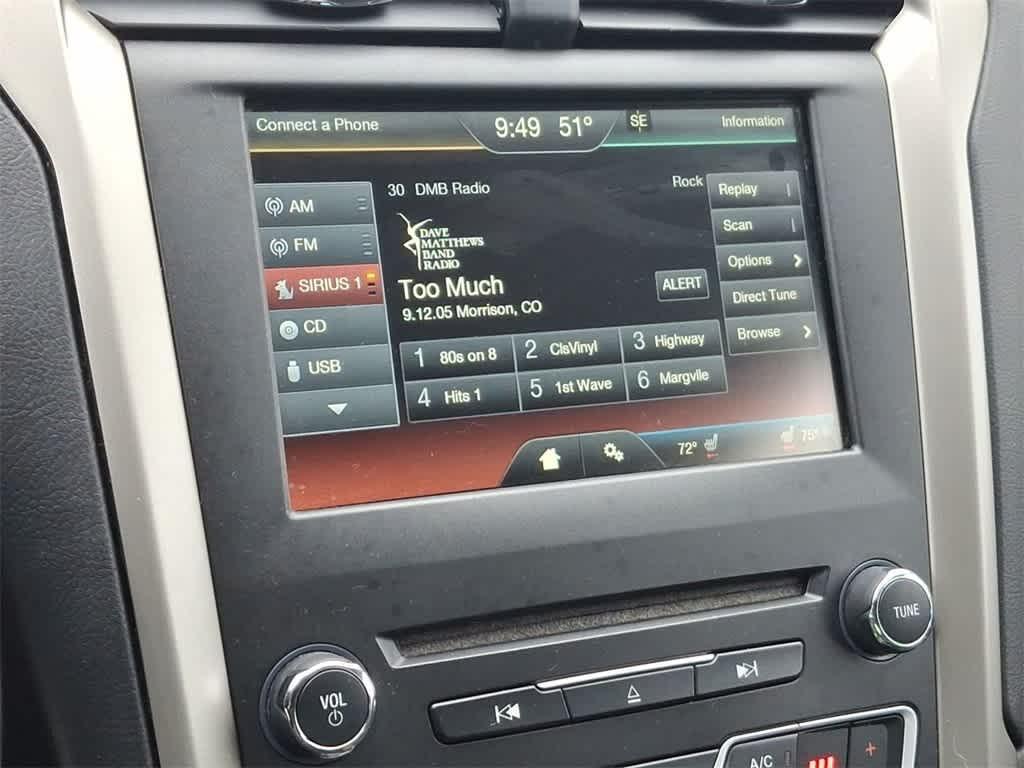 Connect a Phone
9:49 51°
SE
Information
AM
FM
SIRIUS 1
CD
USB
30 DMB Radio
Rock
DAVE
MATTHEWS
BAND
RADIO
Too Much
9.12.05 Morrison, CO
ALERT
1 80s on 8
2 ClsVinyl
3 Highway
4 Hits 1
5 1st Wave
6 Margvlle
Replay
Scan
Options
Direct Tune
Browse
72°
75°
VOL
TUNE
A/C
+